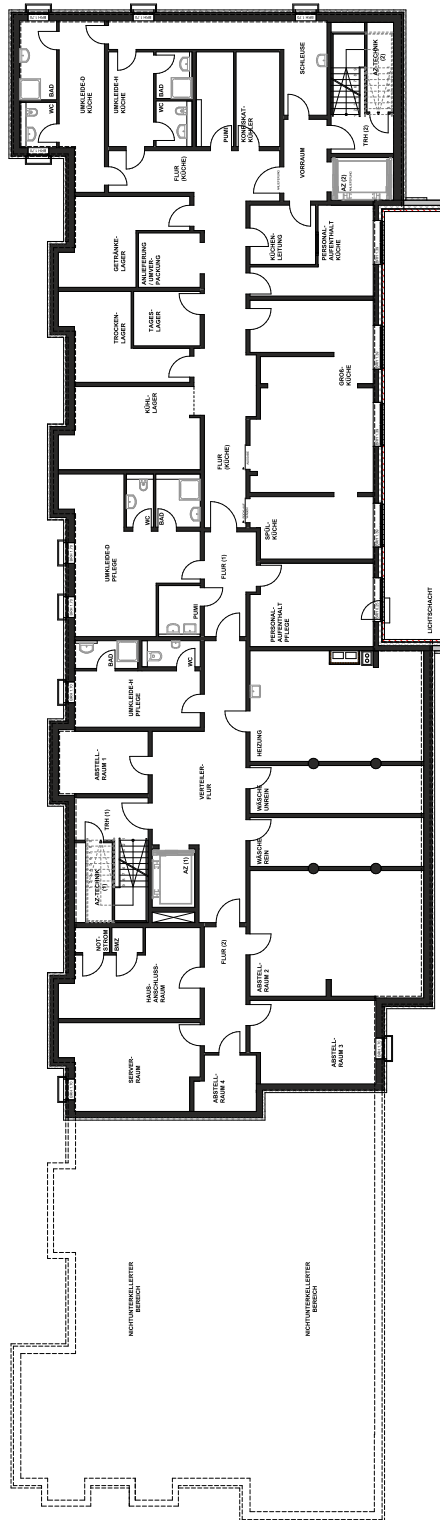 BAD
WC
UMKLEIDE-D
KÜCHE
UMKLEIDE-H
KÜCHE
BAD
WC
PUMI
KONFISKAT-
KÜHLER
SCHLEUSE
AZ-TECHNIK
(2)
TRH (2)
VORRAUM
AZ (2)
FLUR
(KÜCHE)
GETRÄNKE-
LAGER
ANLIEFERUNG
/ UMVER-
PACKUNG
KÜCHEN-
LEITUNG
PERSONAL-
AUFENTHALT
KÜCHE
TROCKEN-
LAGER
TAGES-
LAGER
GROß-
KÜCHE
KÜHL-
LAGER
FLUR
(KÜCHE)
SPÜL-
KÜCHE
UMKLEIDE-D
PFLEGE
WC
BAD
PUMI
FLUR (1)
PERSONAL-
AUFENTHALT
PFLEGE
LICHTSCHACHT
BAD
WC
UMKLEIDE-H
PFLEGE
HEIZUNG
ABSTELL-
RAUM 1
VERTEILER-
FLUR
WÄSCHE
UNREIN
WÄSCHE
REIN
TRH (1)
AZ-TECHNIK
(1)
AZ (1)
NOT-
STROM
BMZ
HAUS-
ANSCHLUSS-
RAUM
FLUR (2)
ABSTELL-
RAUM 2
SERVER-
RAUM
ABSTELL-
RAUM 4
ABSTELL-
RAUM 3
NICHTUNTERKELLERTER
BEREICH
NICHTUNTERKELLERTER
BEREICH